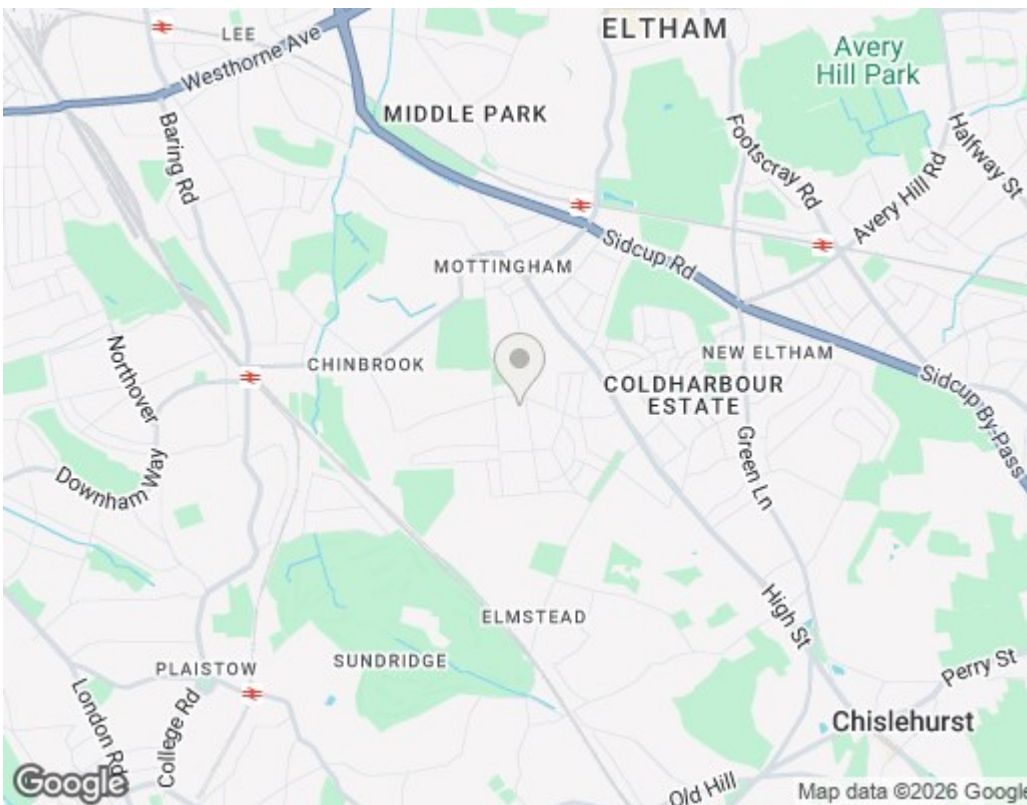 ELTHAM
LEE
Westhorne Ave
Avery
Hill Park
MIDDLE PARK
Baring Rd
Footscray Rd
Halfway St
Avery Hill Rd
Sidcup Rd
MOTTINGHAM
Northover
CHINBROOK
NEW ELTHAM
COLDHARBOUR
ESTATE
Sidcup By-Pass
Green Ln
Downham Way
High St
ELMSTEAD
SUNDRIDGE
PLAISTOW
Perry St
London Rd
College Rd
Chislehurst
Old Hill
Google
Map data ©2026 Google